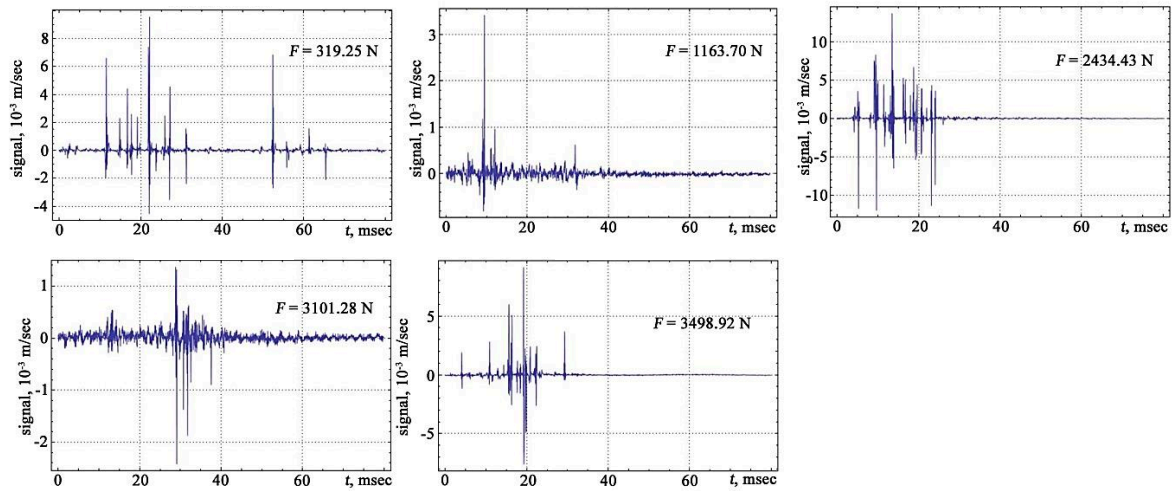 8
6
4
2
0
-2
-4
signal, 10⁻³ m/sec
F = 319.25 N
0 20 40 60
t, msec
3
2
1
0
signal, 10⁻³ m/sec
F = 1163.70 N
0 20 40 60
t, msec
10
5
0
-5
-10
signal, 10⁻³ m/sec
F = 2434.43 N
0 20 40 60
t, msec
1
0
-1
-2
signal, 10⁻³ m/sec
F = 3101.28 N
0 20 40 60
t, msec
5
0
-5
signal, 10⁻³ m/sec
F = 3498.92 N
0 20 40 60
t, msec